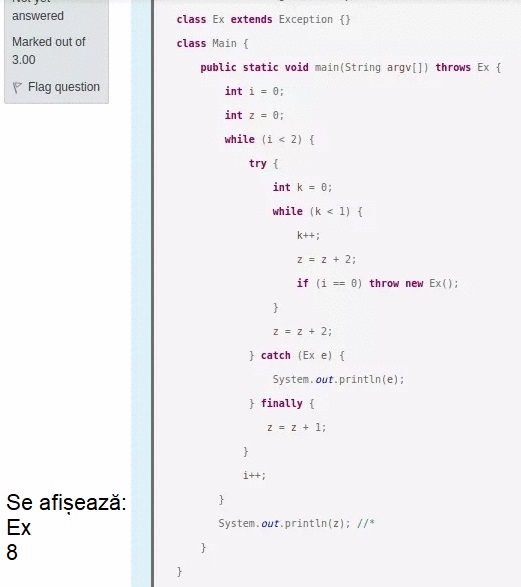 answered
Marked out of
3.00
Flag question
class Ex extends Exception {}
class Main {
public static void main(String argv[]) throws Ex {
int i = 0;
int z = 0;
while (i < 2) {
try {
int k = 0;
while (k < 1) {
k++;
z = z + 2;
if (i == 0) throw new Ex();
}
z = z + 2;
} catch (Ex e) {
System.out.println(e);
} finally {
z = z + 1;
}
i++;
}
System.out.println(z); //*
}
}
Se afișează:
Ex
8